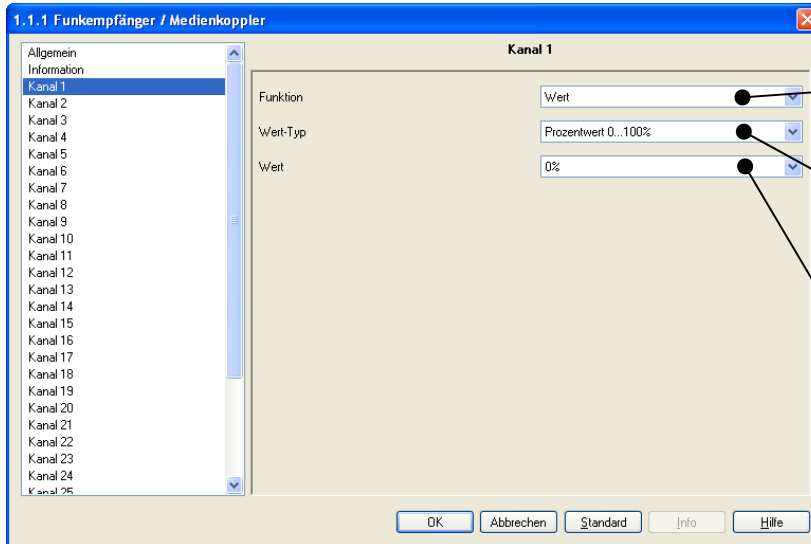 1.1.1 Funkempfänger / Medienkoppler
Allgemein
Information
Kanal 1
Kanal 2
Kanal 3
Kanal 4
Kanal 5
Kanal 6
Kanal 7
Kanal 8
Kanal 9
Kanal 10
Kanal 11
Kanal 12
Kanal 13
Kanal 14
Kanal 15
Kanal 16
Kanal 17
Kanal 18
Kanal 19
Kanal 20
Kanal 21
Kanal 22
Kanal 23
Kanal 24
Kanal 25
Kanal 1
Funktion Wert
Wert-Typ Prozentwert 0...100%
Wert 0%
OK Abbrechen Standard Info Hilfe